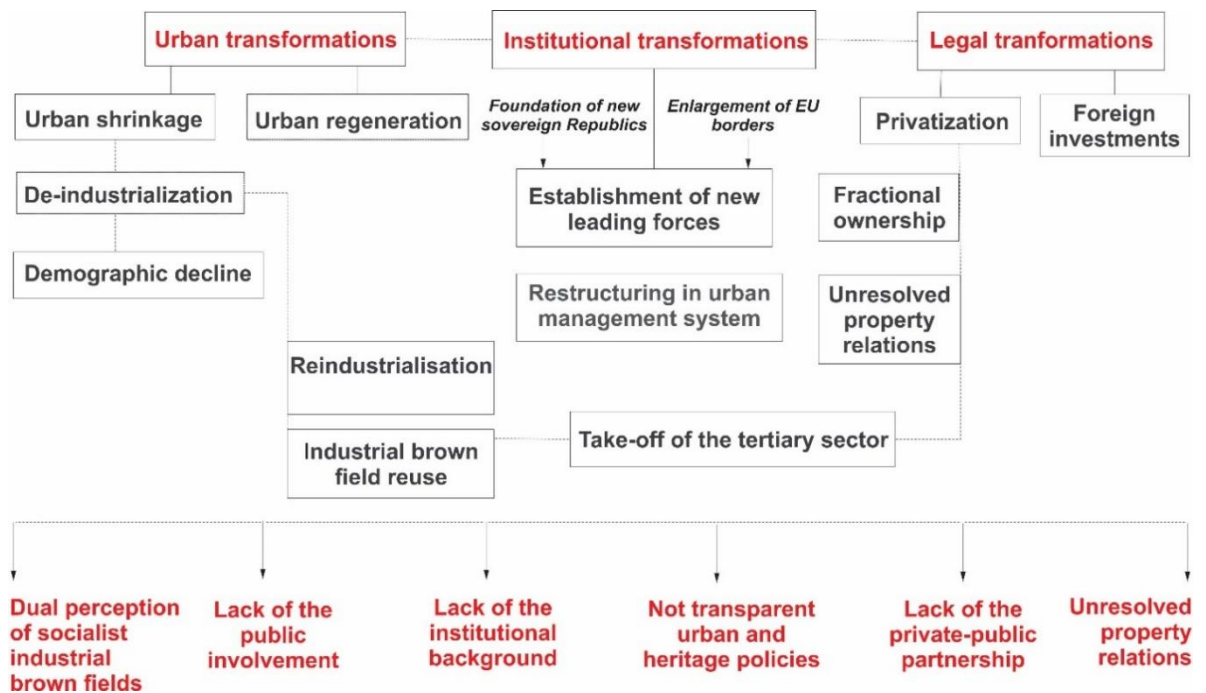 Urban transformations
Institutional transformations
Legal tranformations
Urban shrinkage
Urban regeneration
Foundation of new
sovereign Republics
Enlargement of EU
borders
Privatization
Foreign
investments
De-industrialization
Establishment of new
leading forces
Fractional
ownership
Demographic decline
Restructuring in urban
management system
Unresolved
property
relations
Reindustrialisation
Industrial brown
field reuse
Take-off of the tertiary sector
Dual perception
of socialist
industrial
brown fields
Lack of the
public
involvement
Lack of the
institutional
background
Not transparent
urban and
heritage policies
Lack of the
private-public
partnership
Unresolved
property
relations